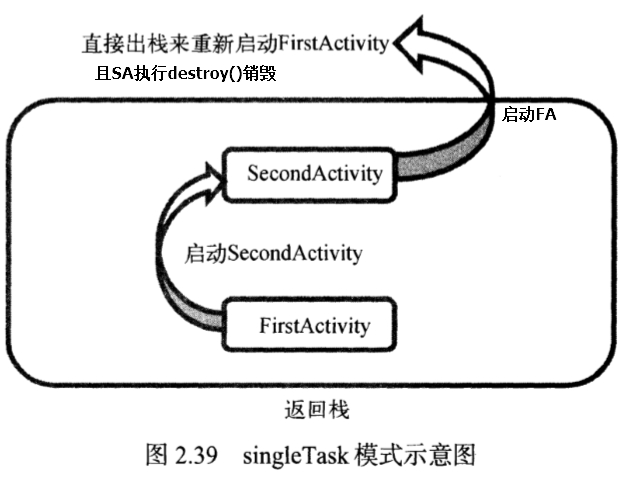 直接出栈来重新启动FirstActivity
且SA执行destroy()销毁
启动FA
SecondActivity
启动SecondActivity
FirstActivity
返回栈
图 2.39 singleTask 模式示意图